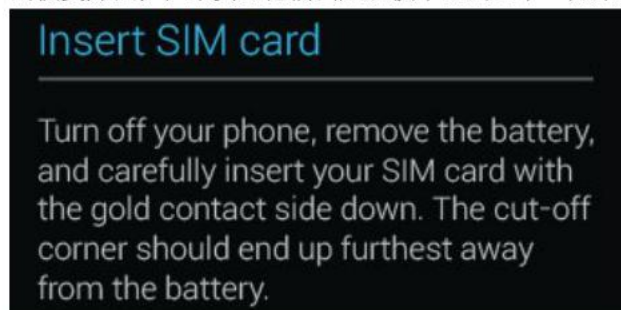 Insert SIM card
Turn off your phone, remove the battery,
and carefully insert your SIM card with
the gold contact side down. The cut-off
corner should end up furthest away
from the battery.